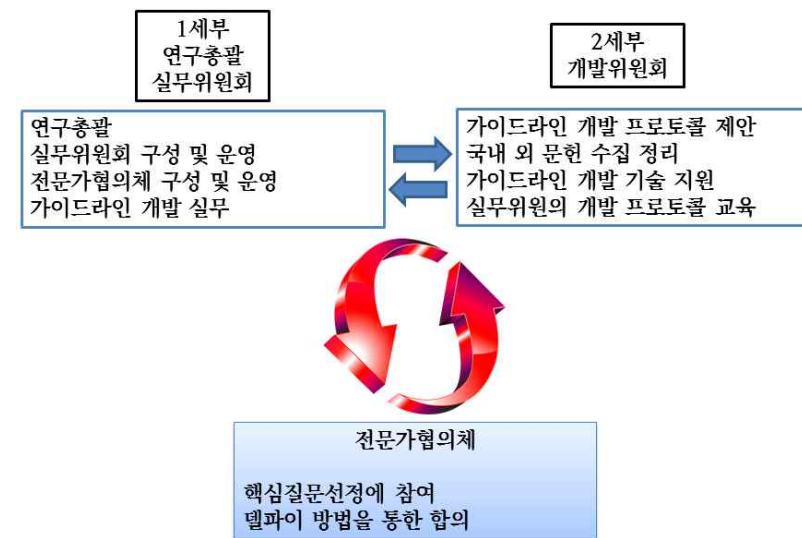 1세부
연구총괄
실무위원회
2세부
개발위원회
연구총괄
실무위원회 구성 및 운영
전문가협의체 구성 및 운영
가이드라인 개발 실무
가이드라인 개발 프로토콜 제안
국내 외 문헌 수집 정리
가이드라인 개발 기술 지원
실무위원의 개발 프로토콜 교육
전문가협의체
핵심질문선정에 참여
델파이 방법을 통한 합의